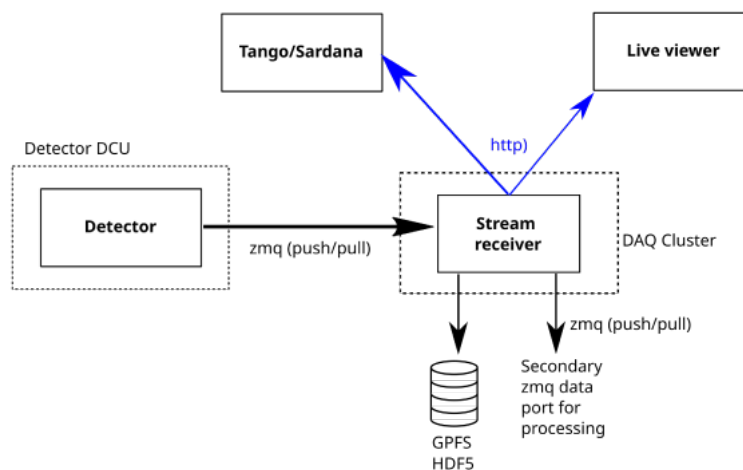 Tango/Sardana
Live viewer
http)
Detector DCU
Detector
zmq (push/pull)
Stream
receiver
DAQ Cluster
zmq (push/pull)
GPFS
HDF5
Secondary
zmq data
port for
processing